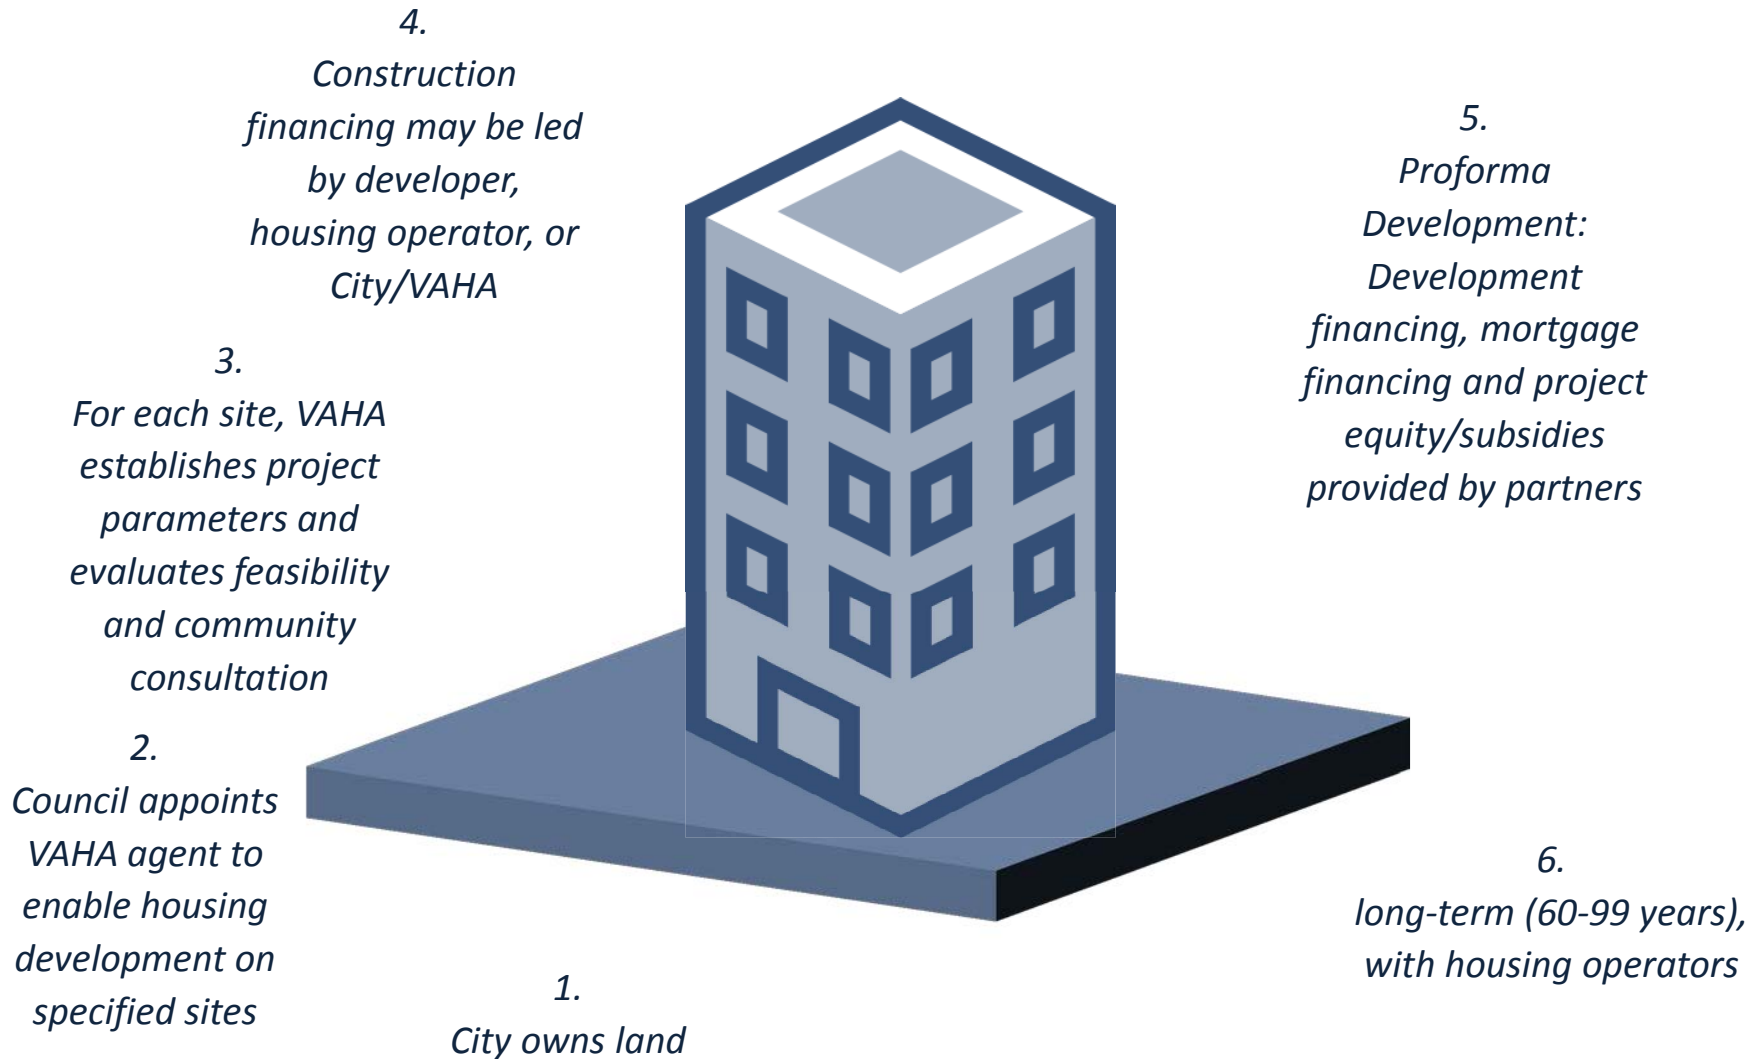 4.
Construction
financing may be led
by developer,
housing operator, or
City/VAHA
5.
Proforma
Development:
Development
financing, mortgage
financing and project
equity/subsidies
provided by partners
3.
For each site, VAHA
establishes project
parameters and
evaluates feasibility
and community
consultation
2.
Council appoints
VAHA agent to
enable housing
development on
specified sites
6.
long-term (60-99 years),
with housing operators
1.
City owns land